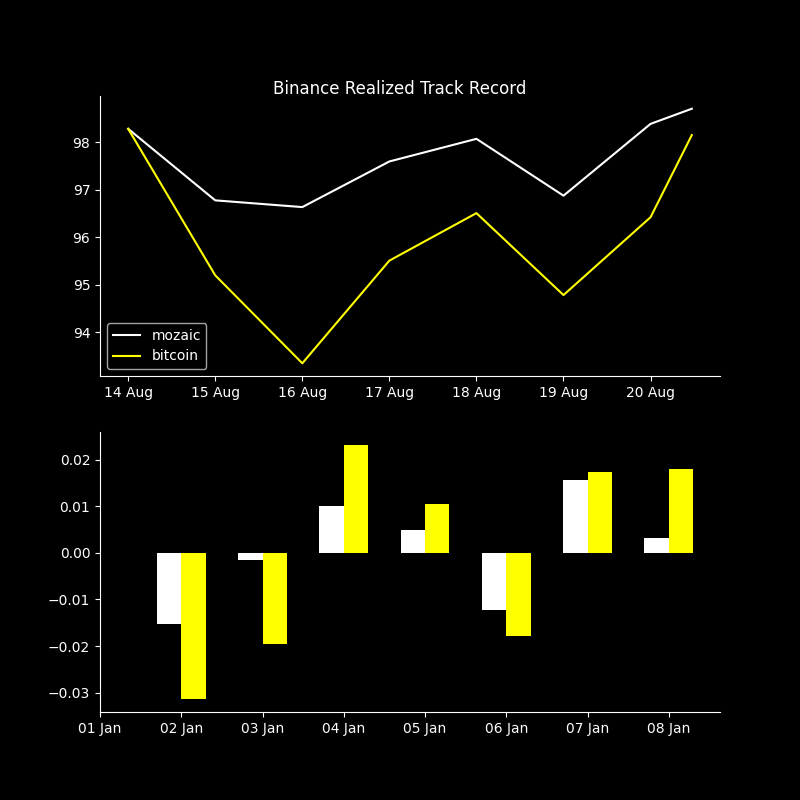 Binance Realized Track Record
98
97
96
95
94
mozaic
bitcoin
14 Aug 15 Aug 16 Aug 17 Aug 18 Aug 19 Aug 20 Aug
0.02
0.01
0.00
−0.01
−0.02
−0.03
01 Jan 02 Jan 03 Jan 04 Jan 05 Jan 06 Jan 07 Jan 08 Jan